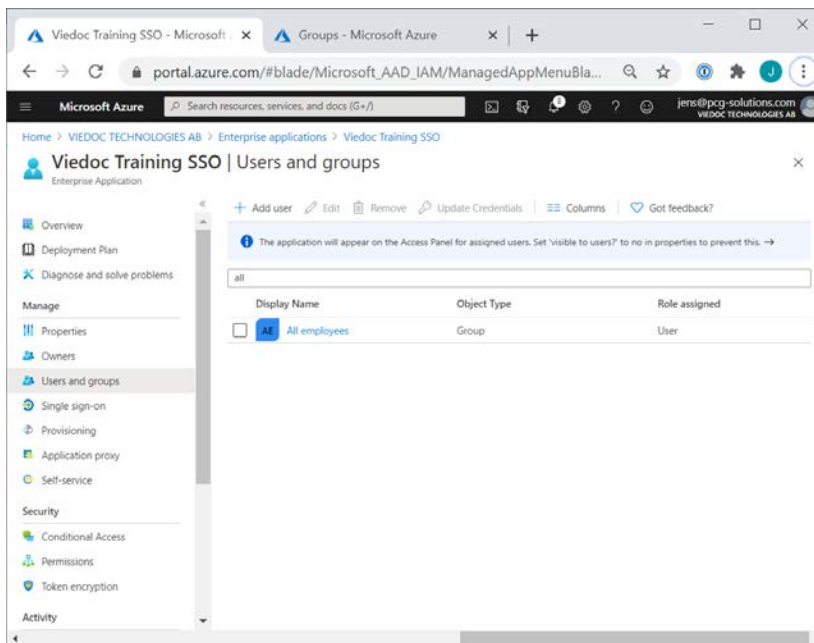 Viedoc Training SSO - Microsoft
Groups - Microsoft Azure
portal.azure.com/#blade/Microsoft_AAD_IAM/ManagedAppMenuBla...
J
Microsoft Azure
Search resources, services, and docs (G+/)
jens@pcg-solutions.com
VIEDOC TECHNOLOGIES AB
Home > VIEDOC TECHNOLOGIES AB > Enterprise applications > Viedoc Training SSO
Viedoc Training SSO | Users and groups
Enterprise Application
Add user Edit Remove Update Credentials Columns Got feedback?
Overview
Deployment Plan
Diagnose and solve problems
Manage
Properties
Owners
Users and groups
Single sign-on
Provisioning
Application proxy
Self-service
Security
Conditional Access
Permissions
Token encryption
Activity
The application will appear on the Access Panel for assigned users. Set 'visible to users?' to no in properties to prevent this. →
all
Display Name Object Type Role assigned
AE All employees Group User